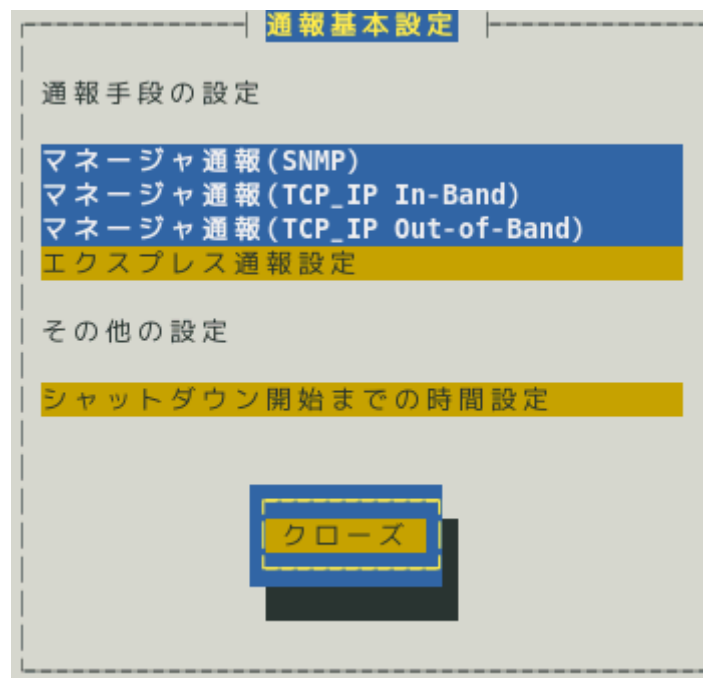 通報基本設定
通報手段の設定
マネージャ通報(SNMP)
マネージャ通報(TCP_IP In-Band)
マネージャ通報(TCP_IP Out-of-Band)
エクスプレス通報設定
その他の設定
シャットダウン開始までの時間設定
クローズ